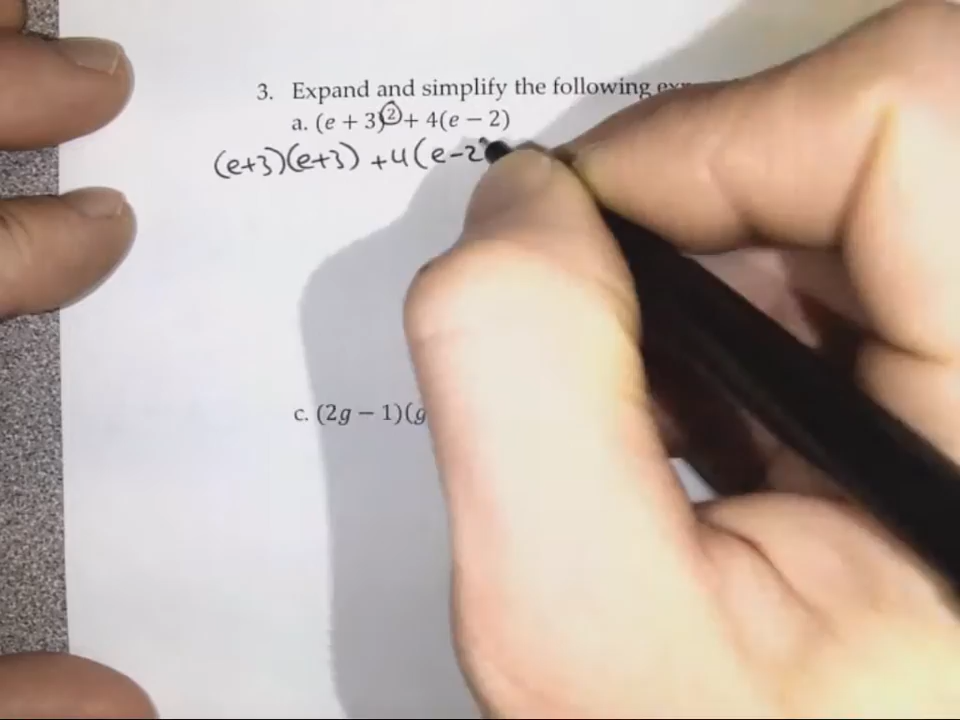 3. Expand and simplify the following
a. (e + 3)² + 4(e − 2)
(e+3)(e+3) +4(e-2
c. (2g − 1)(g